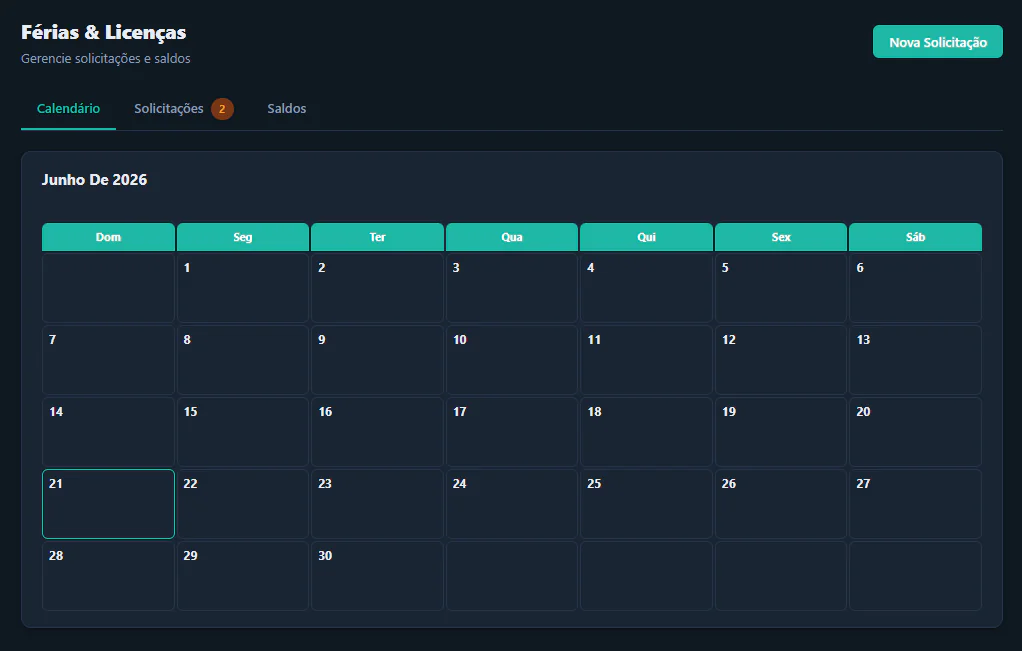 Férias & Licenças
Gerencie solicitações e saldos
Nova Solicitação
Calendário Solicitações 2 Saldos
Junho De 2026
Dom Seg Ter Qua Qui Sex Sáb
1 2 3 4 5 6
7 8 9 10 11 12 13
14 15 16 17 18 19 20
21 22 23 24 25 26 27
28 29 30